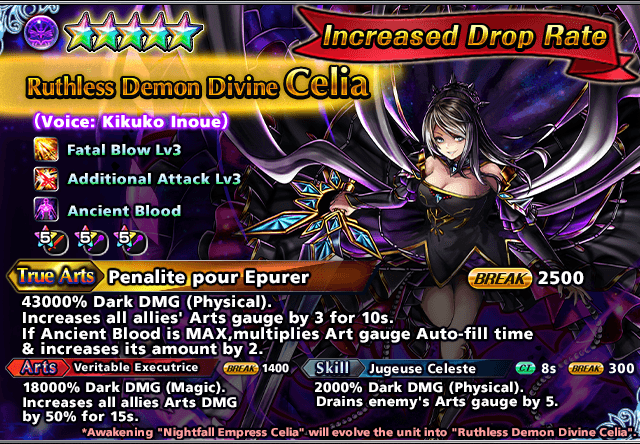 Increased Drop Rate
Ruthless Demon Divine Celia
(Voice: Kikuko Inoue)
Fatal Blow Lv3
Additional Attack Lv3
Ancient Blood
5 5 5
True Arts Penalite pour Epurer BREAK 2500
43000% Dark DMG (Physical).
Increases all allies' Arts gauge by 3 for 10s.
If Ancient Blood is MAX,multiplies Art gauge Auto-fill time
& increases its amount by 2.
Arts Veritable Executrice BREAK 1400
18000% Dark DMG (Magic).
Increases all allies Arts DMG
by 50% for 15s.
Skill Jugeuse Celeste CT 8s BREAK 300
2000% Dark DMG (Physical).
Drains enemy's Arts gauge by 5.
*Awakening "Nightfall Empress Celia" will evolve the unit into "Ruthless Demon Divine Celia".